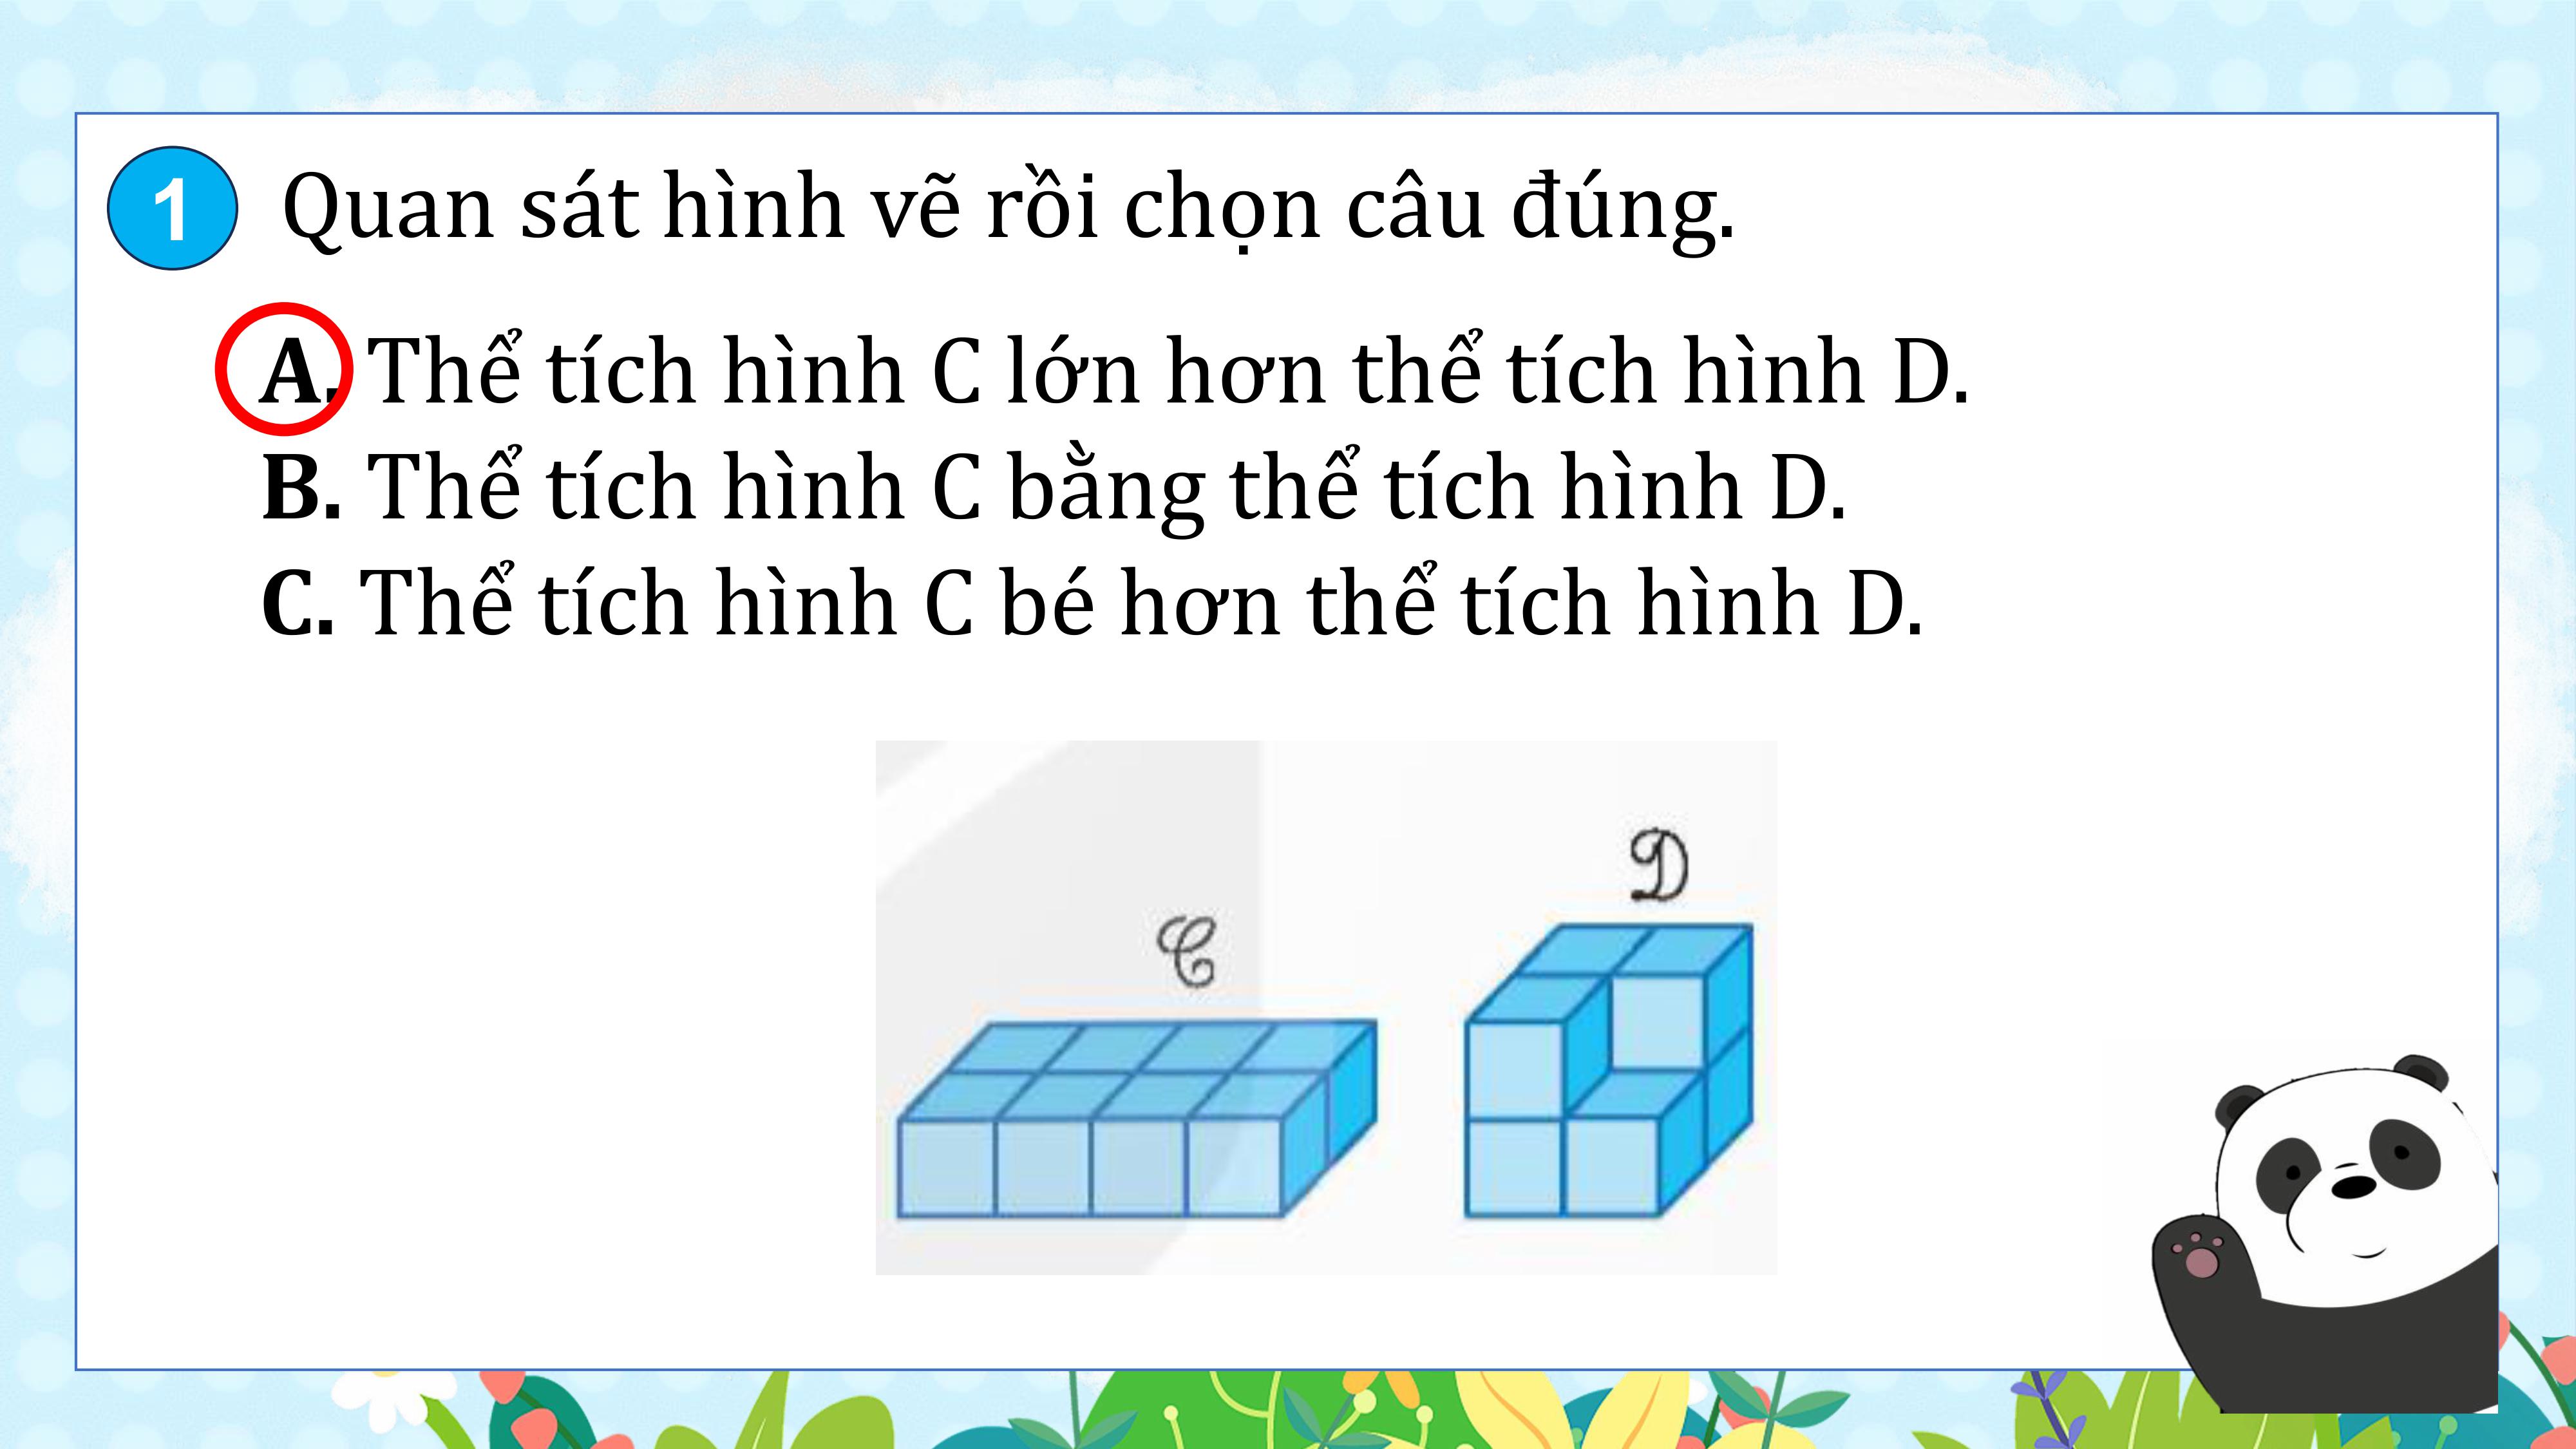 1 Quan sát hình vẽ rồi chọn câu đúng.
A. Thể tích hình C lớn hơn thể tích hình D.
B. Thể tích hình C bằng thể tích hình D.
C. Thể tích hình C bé hơn thể tích hình D.
D
C